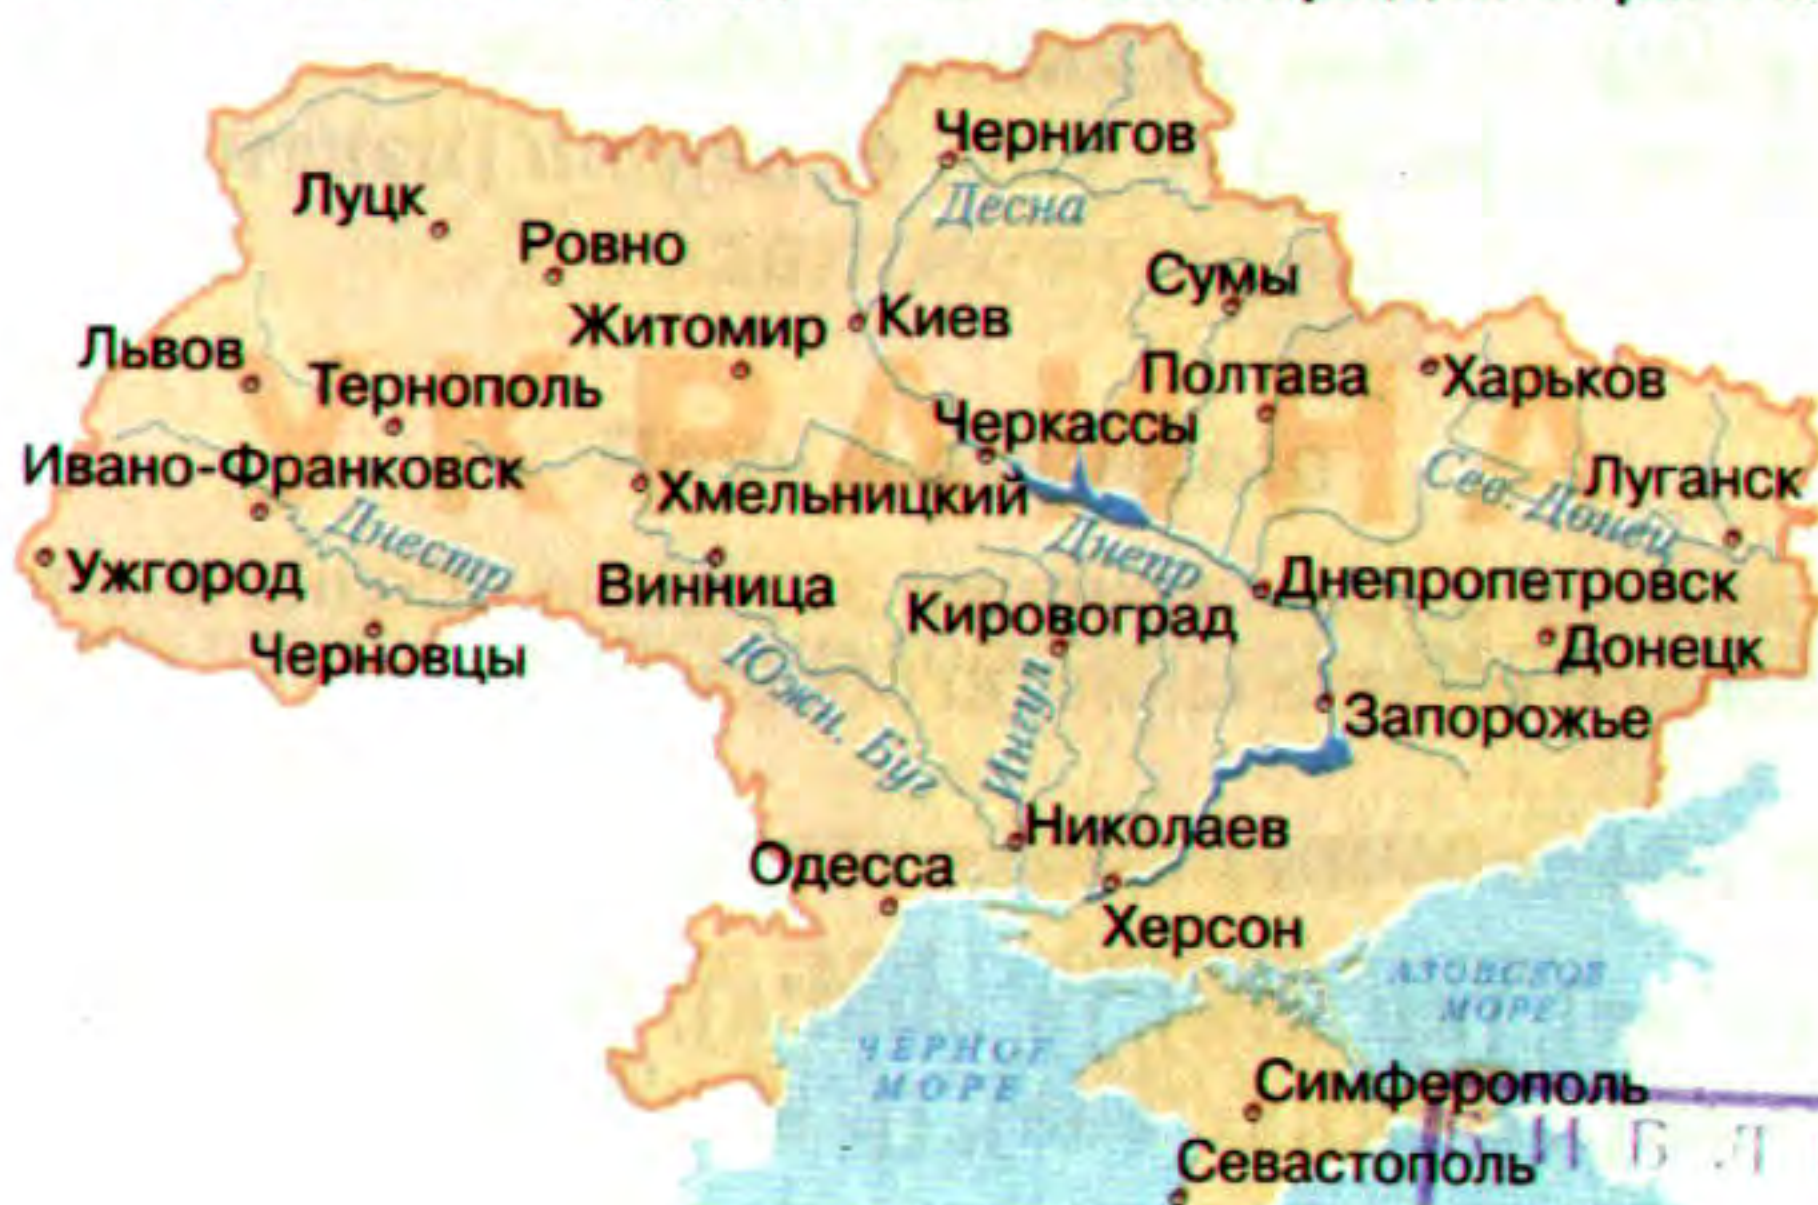 Чернигов
Десна
Луцк
Ровно
Сумы
Житомир
Киев
Львов
Тернополь
Полтава
Харьков
УКРАИНА
Черкассы
Ивано-Франковск
Хмельницкий
Сев. Донец
Луганск
Днестр
Днепр
Ужгород
Винница
Кировоград
Днепропетровск
Черновцы
Донецк
Южн. Буг
Ингул
Запорожье
Николаев
Одесса
Херсон
АЗОВСКОЕ
МОРЕ
ЧЕРНОЕ
МОРЕ
Симферополь
Севастополь
БИБЛ